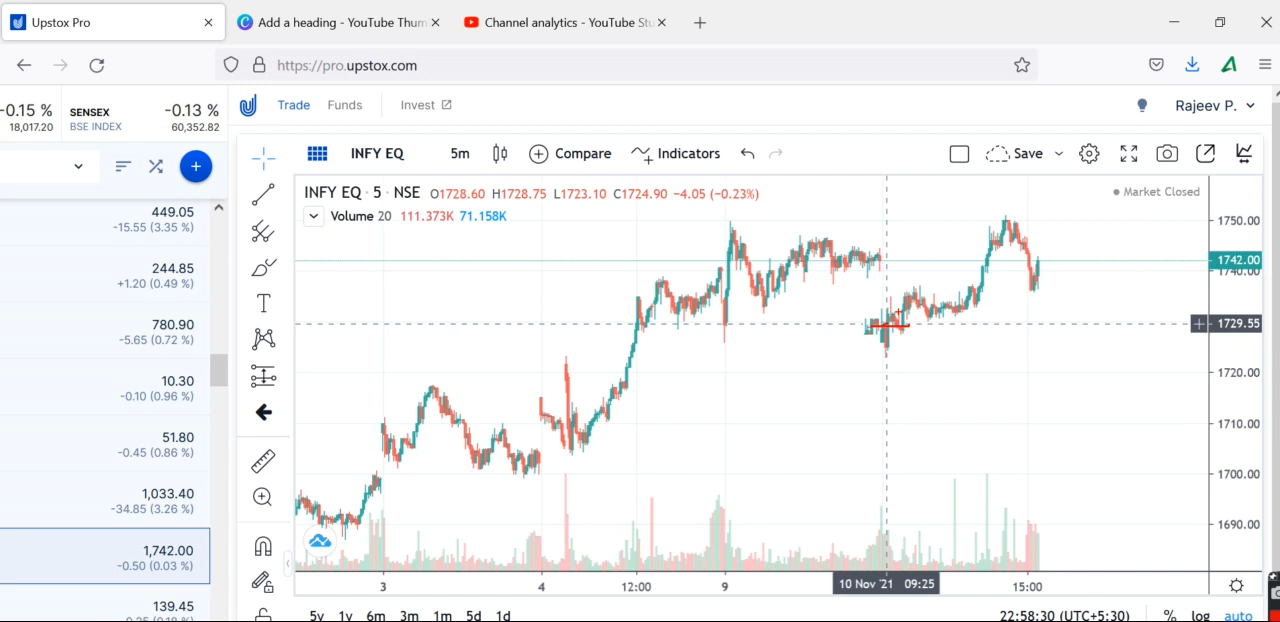 Upstox Pro
Add a heading - YouTube Thum
Channel analytics - YouTube Stu
https://pro.upstox.com
-0.15 %
18,017.20
SENSEX
BSE INDEX
-0.13 %
60,352.82
Trade
Funds
Invest
Rajeev P.
INFY EQ
5m
Compare
Indicators
Save
449.05
-15.55 (3.35 %)
244.85
+1.20 (0.49 %)
780.90
-5.65 (0.72 %)
10.30
-0.10 (0.96 %)
51.80
-0.45 (0.86 %)
1,033.40
-34.85 (3.26 %)
1,742.00
-0.50 (0.03 %)
139.45
INFY EQ · 5 · NSE O1728.60 H1728.75 L1723.10 C1724.90 -4.05 (-0.23%)
Market Closed
Volume 20 111.373K 71.158K
1750.00
1742.00
1740.00
1729.55
1720.00
1710.00
1700.00
1690.00
3
4
12:00
9
10 Nov '21 09:25
15:00
5y 1y 6m 3m 1m 5d 1d
22:58:30 (UTC+5:30)
% log auto